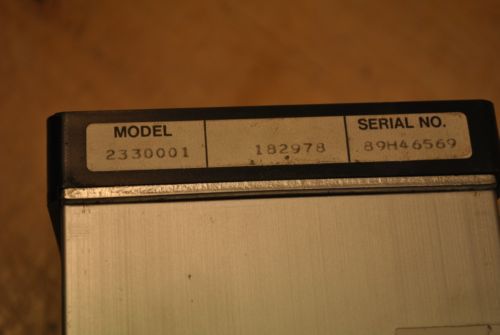 MODEL SERIAL NO.
2330001 182978 89H46569